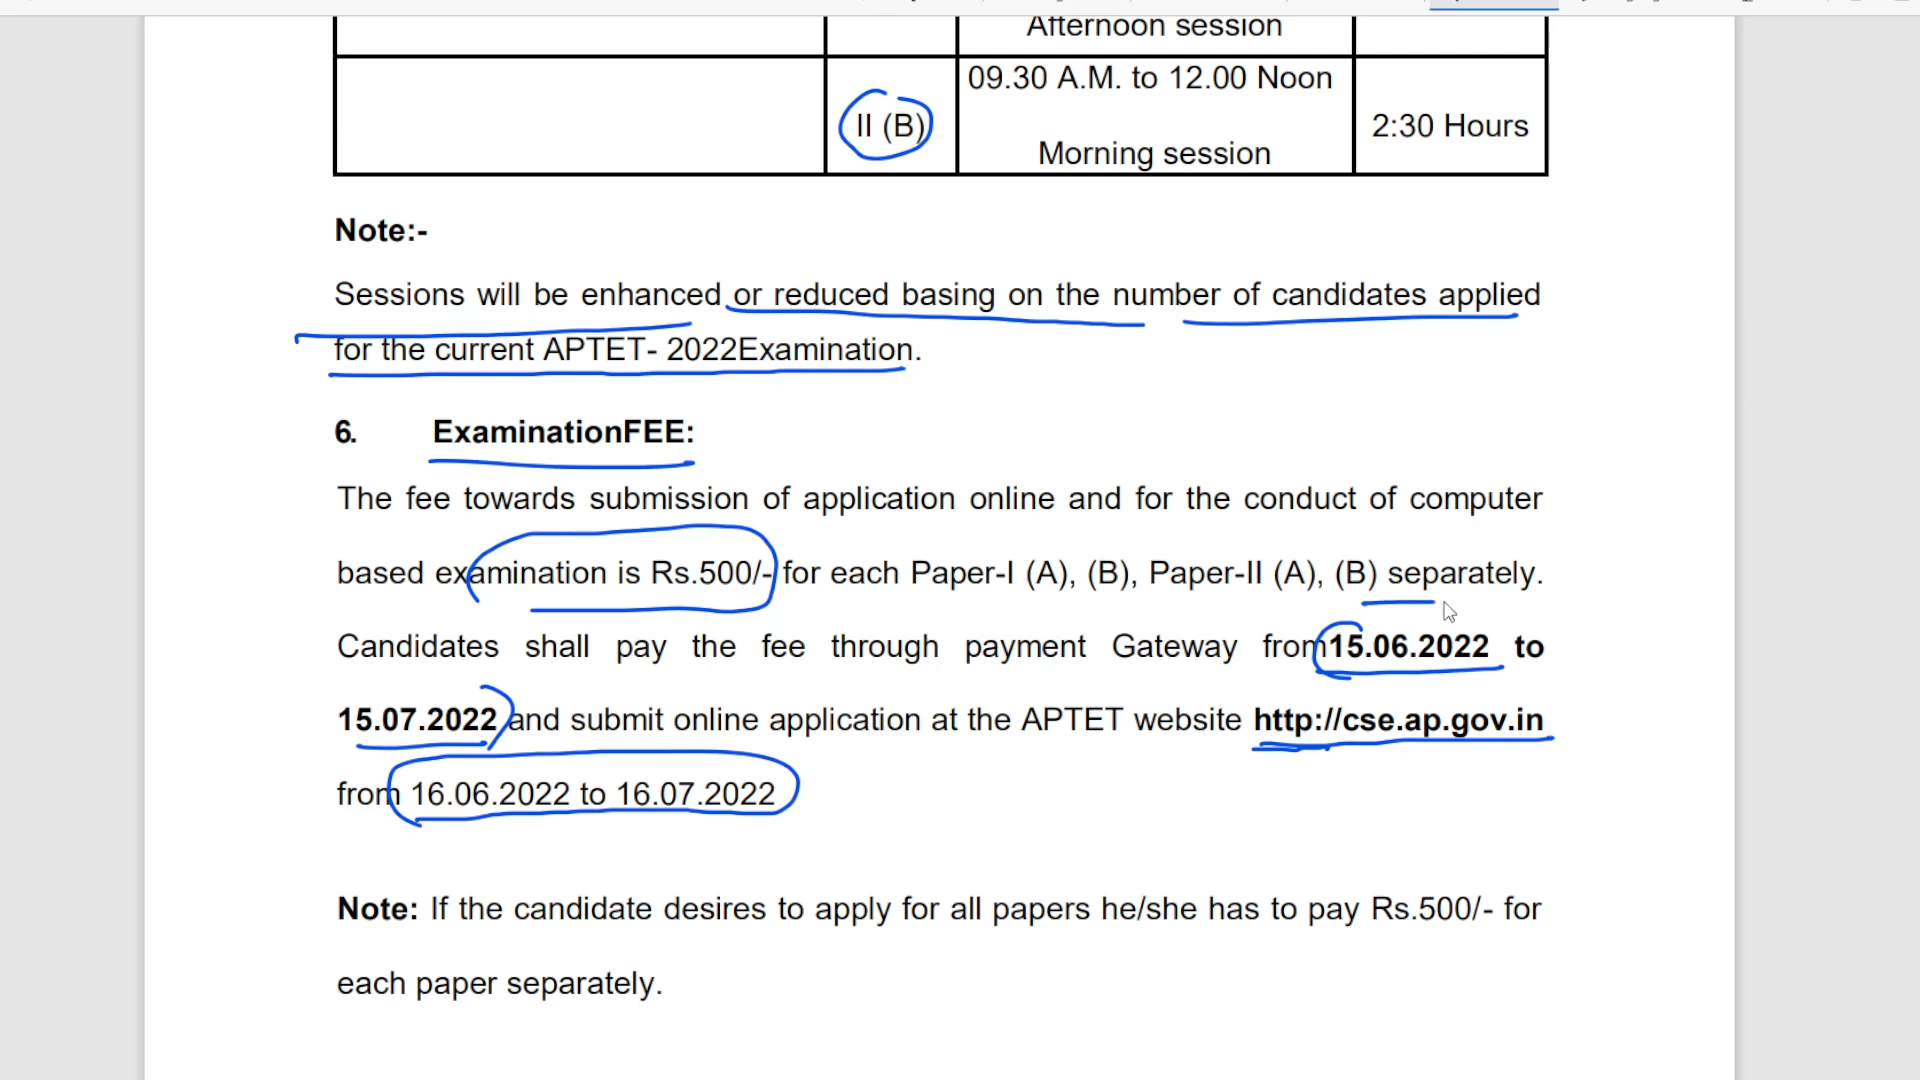 Afternoon session
09.30 A.M. to 12.00 Noon
II (B)
2:30 Hours
Morning session
Note:-
Sessions will be enhanced or reduced basing on the number of candidates applied
for the current APTET- 2022Examination.
6. ExaminationFEE:
The fee towards submission of application online and for the conduct of computer
based examination is Rs.500/- for each Paper-I (A), (B), Paper-II (A), (B) separately.
Candidates shall pay the fee through payment Gateway from15.06.2022 to
15.07.2022 and submit online application at the APTET website http://cse.ap.gov.in
from 16.06.2022 to 16.07.2022
Note: If the candidate desires to apply for all papers he/she has to pay Rs.500/- for
each paper separately.